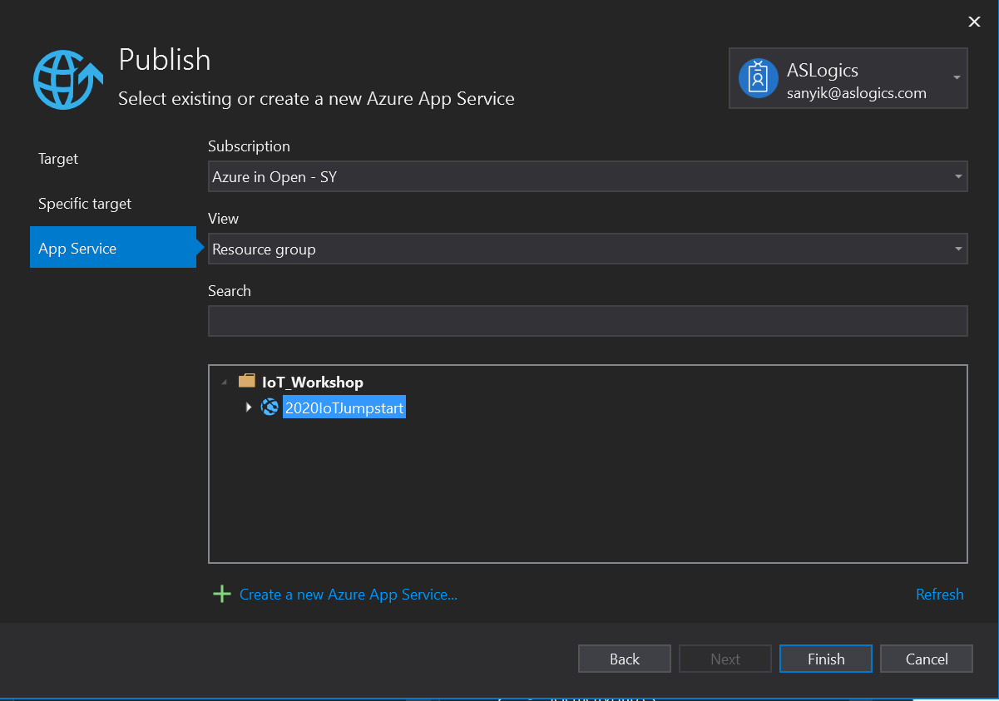 Publish
Select existing or create a new Azure App Service
ASLogics
sanyik@aslogics.com
Target
Specific target
App Service
Subscription
Azure in Open - SY
View
Resource group
Search
IoT_Workshop
2020IoTJumpstart
Create a new Azure App Service...
Refresh
Back
Next
Finish
Cancel